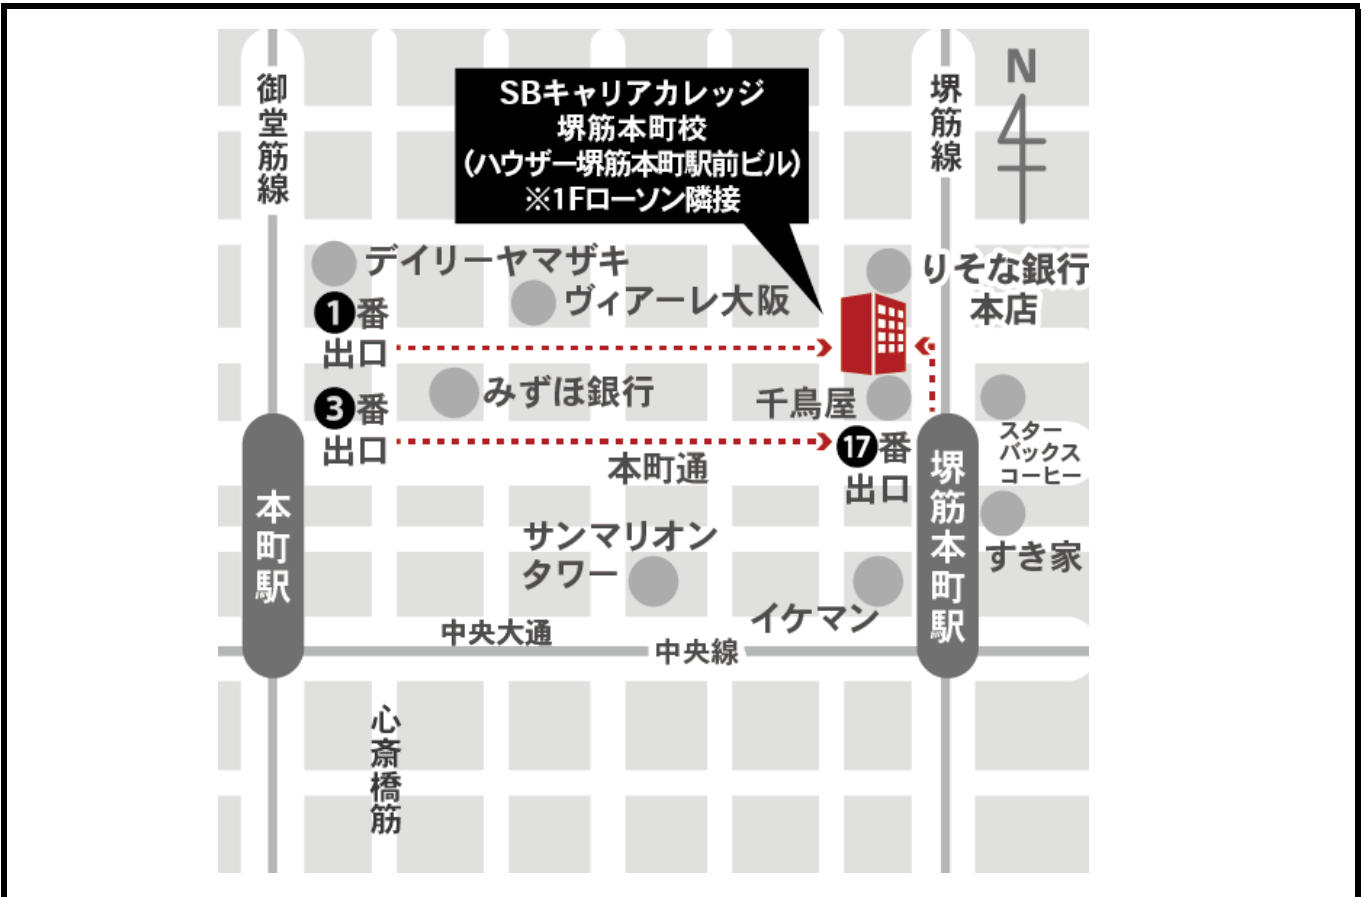 御堂筋線
SBキャリアカレッジ
堺筋本町校
(ハウザー堺筋本町駅前ビル)
※1Fローソン隣接
堺筋線
N
デイリーヤマザキ
ヴィアーレ大阪
りそな銀行
本店
1番
出口
みずほ銀行
千鳥屋
3番
出口
本町通
17番
出口
スター
バックス
コーヒー
本町駅
堺筋本町駅
サンマリオン
タワー
すき家
イケマン
中央大通
中央線
心斎橋筋